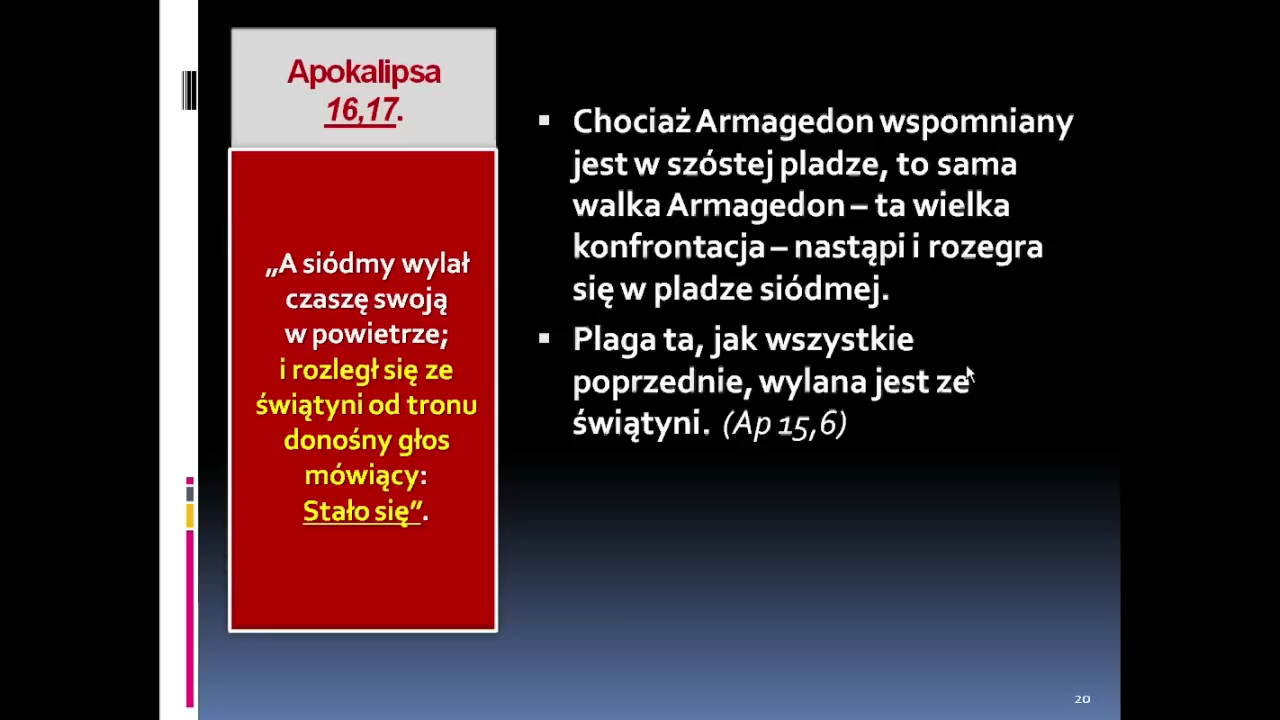 Apokalipsa
16,17.
„A siódmy wylał
czaszę swoją
w powietrze;
i rozległ się ze
świątyni od tronu
donośny głos
mówiący:
Stało się”.
▪ Chociaż Armagedon wspomniany
jest w szóstej pladze, to sama
walka Armagedon – ta wielka
konfrontacja – nastąpi i rozegra
się w pladze siódmej.
▪ Plaga ta, jak wszystkie
poprzednie, wylana jest ze
świątyni. (Ap 15,6)
20